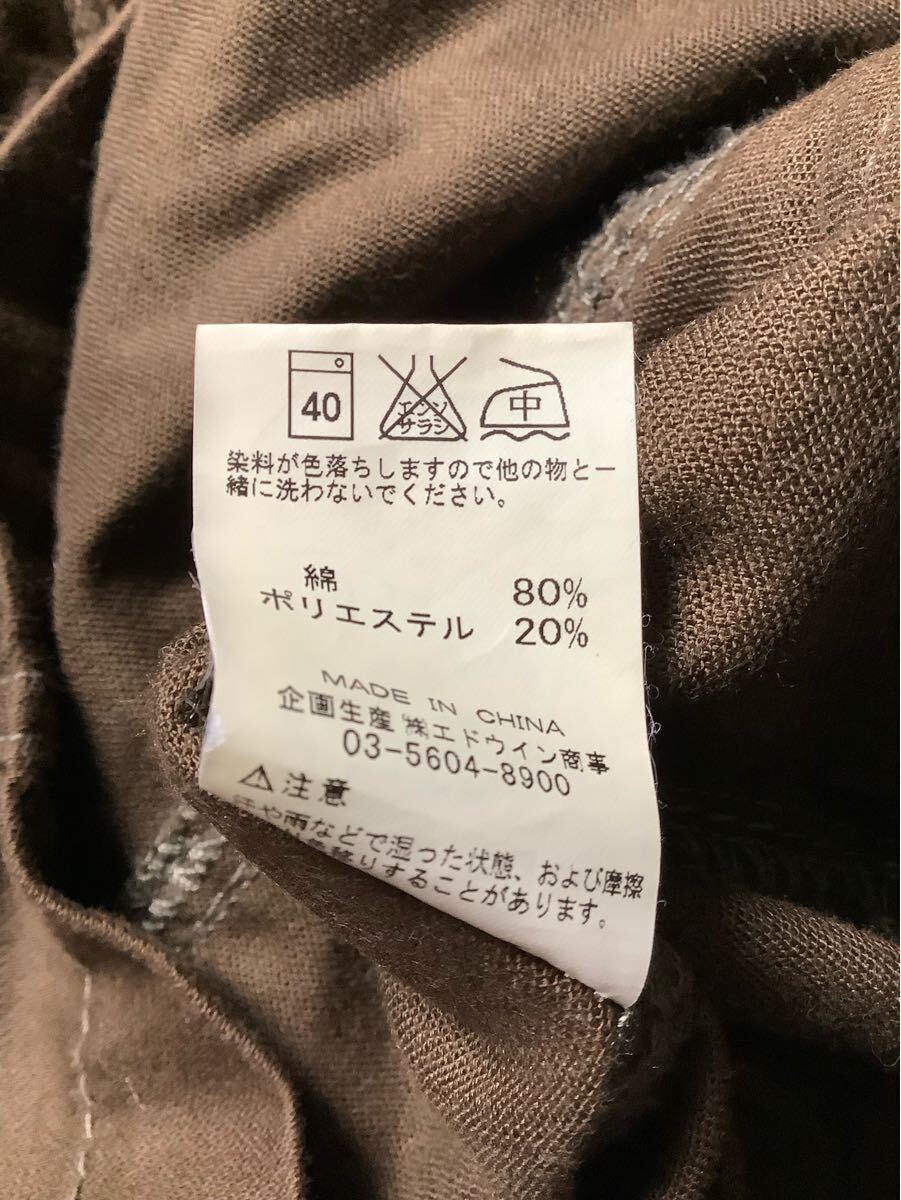 40
エンソ
サラシ
中
染料が色落ちしますので他の物と一
緒に洗わないでください。
綿 80%
ポリエステル 20%
MADE IN CHINA
企画生産 ㈱エドウイン商事
03-5604-8900
⚠注意
や雨などで湿った状態、および摩擦
移りすることがあります。